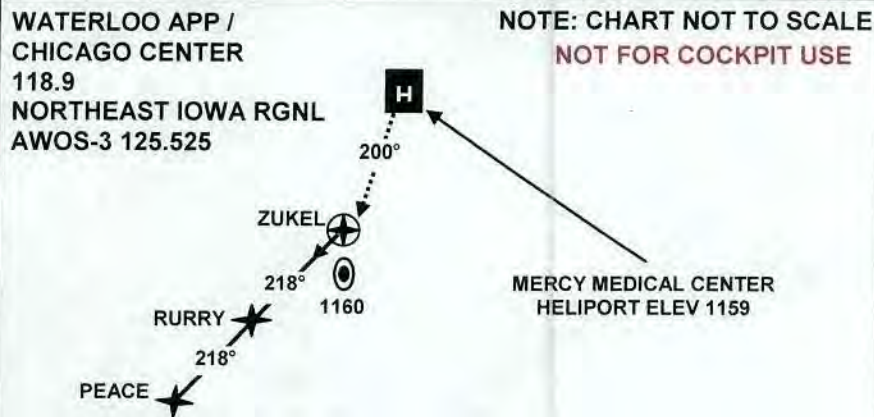 WATERLOO APP /
CHICAGO CENTER
118.9
NORTHEAST IOWA RGNL
AWOS-3 125.525
NOTE: CHART NOT TO SCALE
NOT FOR COCKPIT USE
H
200°
ZUKEL
218°
1160
MERCY MEDICAL CENTER
HELIPORT ELEV 1159
RURRY
218°
PEACE